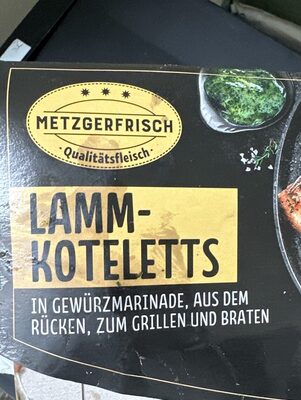 METZGERFRISCH
· Qualitätsfleisch ·
LAMM-
KOTELETTS
IN GEWÜRZMARINADE, AUS DEM
RÜCKEN, ZUM GRILLEN UND BRATEN